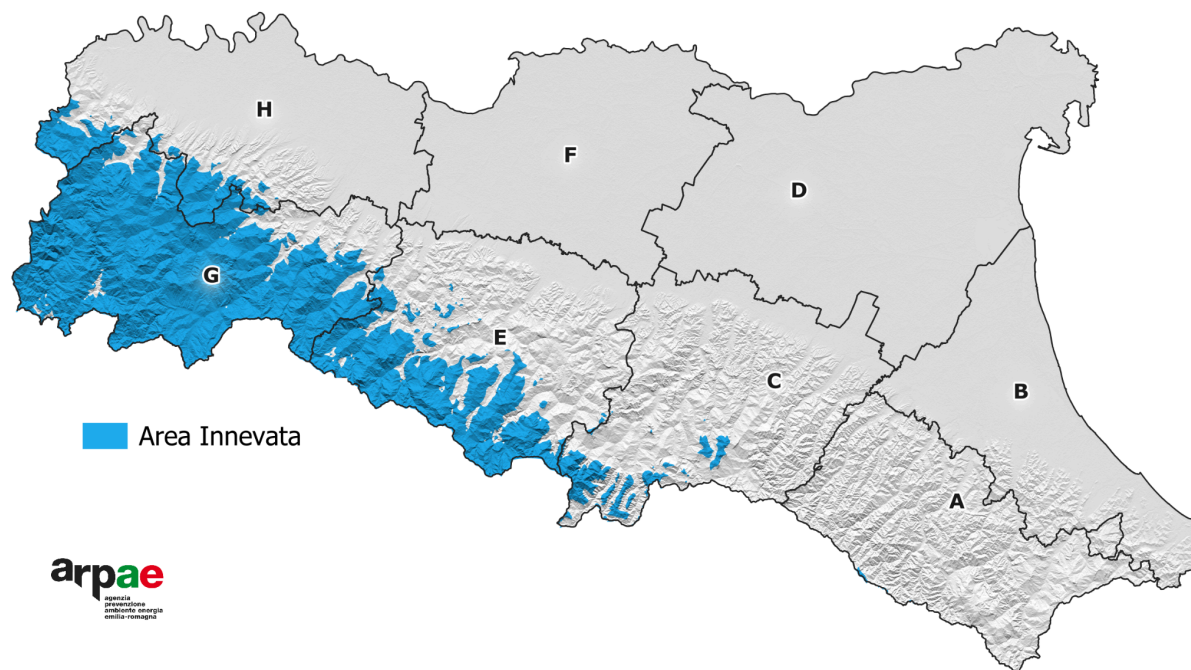 H
F
D
G
E
C
B
A
Area Innevata
arpae
agenzia
prevenzione
ambiente energia
emilia-romagna